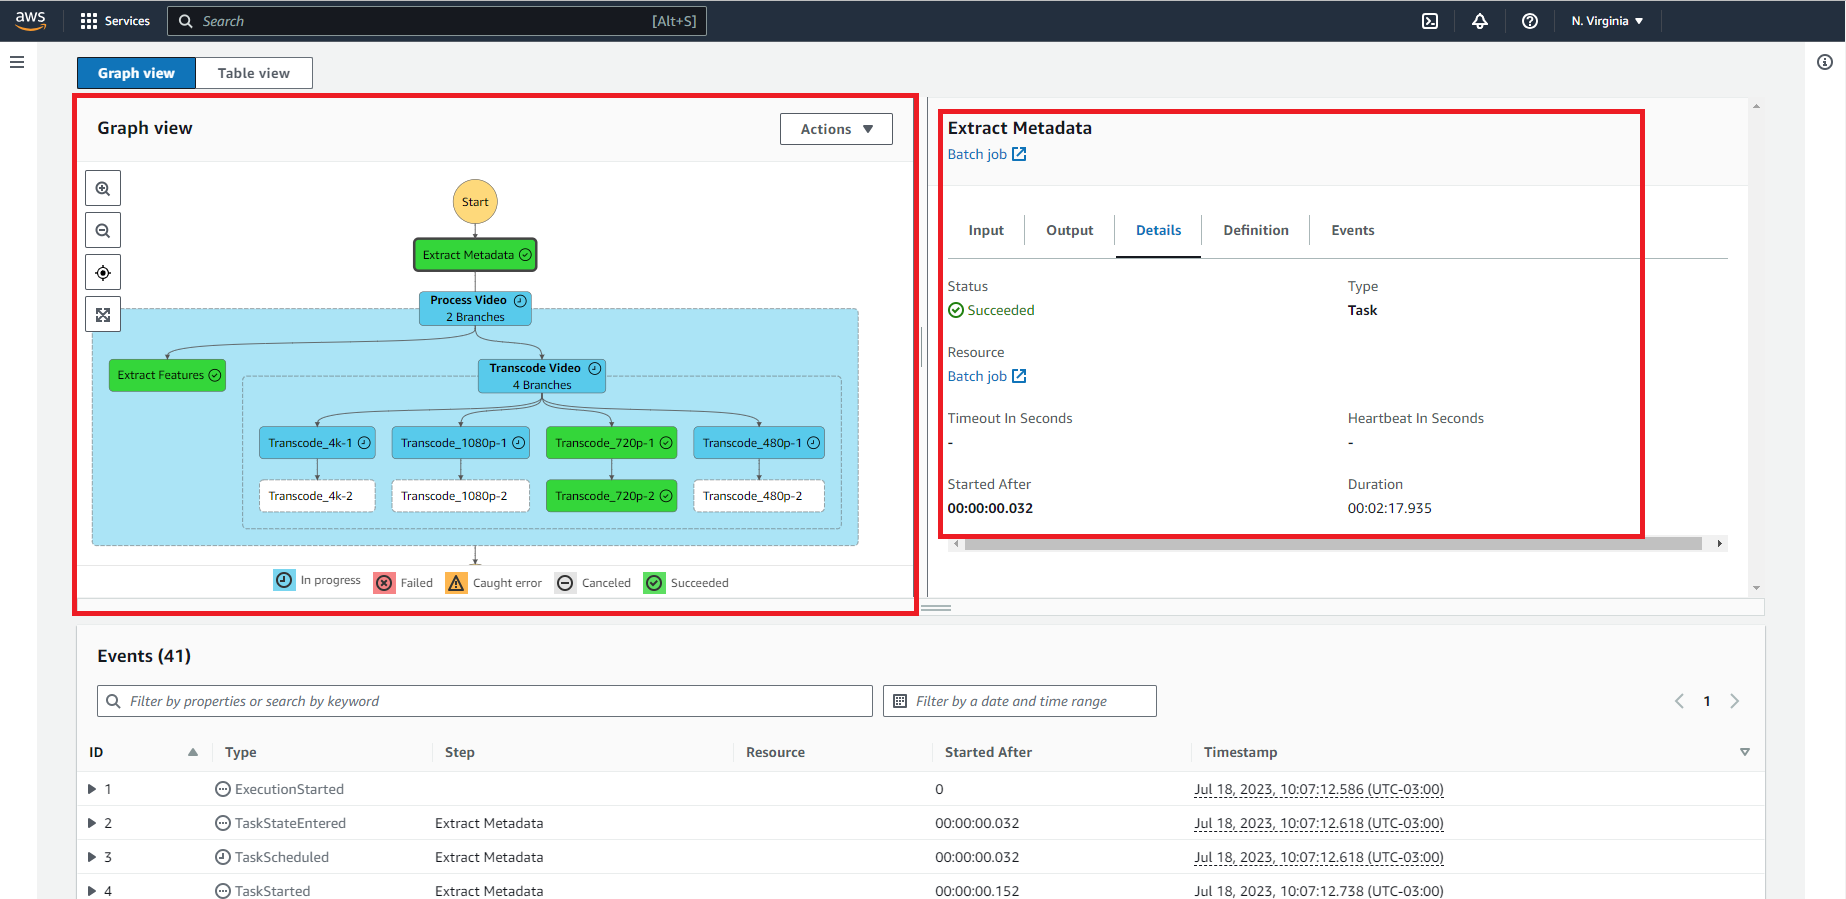 aws Services Search [Alt+S] N. Virginia
Graph view Table view
Graph view Actions
Start
Extract Metadata
Process Video
2 Branches
Extract Features
Transcode Video
4 Branches
Transcode_4k-1 Transcode_1080p-1 Transcode_720p-1 Transcode_480p-1
Transcode_4k-2 Transcode_1080p-2 Transcode_720p-2 Transcode_480p-2
In progress Failed Caught error Canceled Succeeded
Extract Metadata
Batch job
Input Output Details Definition Events
Status Type
Succeeded Task
Resource
Batch job
Timeout In Seconds Heartbeat In Seconds
- -
Started After Duration
00:00:00.032 00:02:17.935
Events (41)
Filter by properties or search by keyword Filter by a date and time range 1
ID Type Step Resource Started After Timestamp
1 ExecutionStarted 0 Jul 18, 2023, 10:07:12.586 (UTC-03:00)
2 TaskStateEntered Extract Metadata 00:00:00.032 Jul 18, 2023, 10:07:12.618 (UTC-03:00)
3 TaskScheduled Extract Metadata 00:00:00.032 Jul 18, 2023, 10:07:12.618 (UTC-03:00)
4 TaskStarted Extract Metadata 00:00:00.152 Jul 18, 2023, 10:07:12.738 (UTC-03:00)